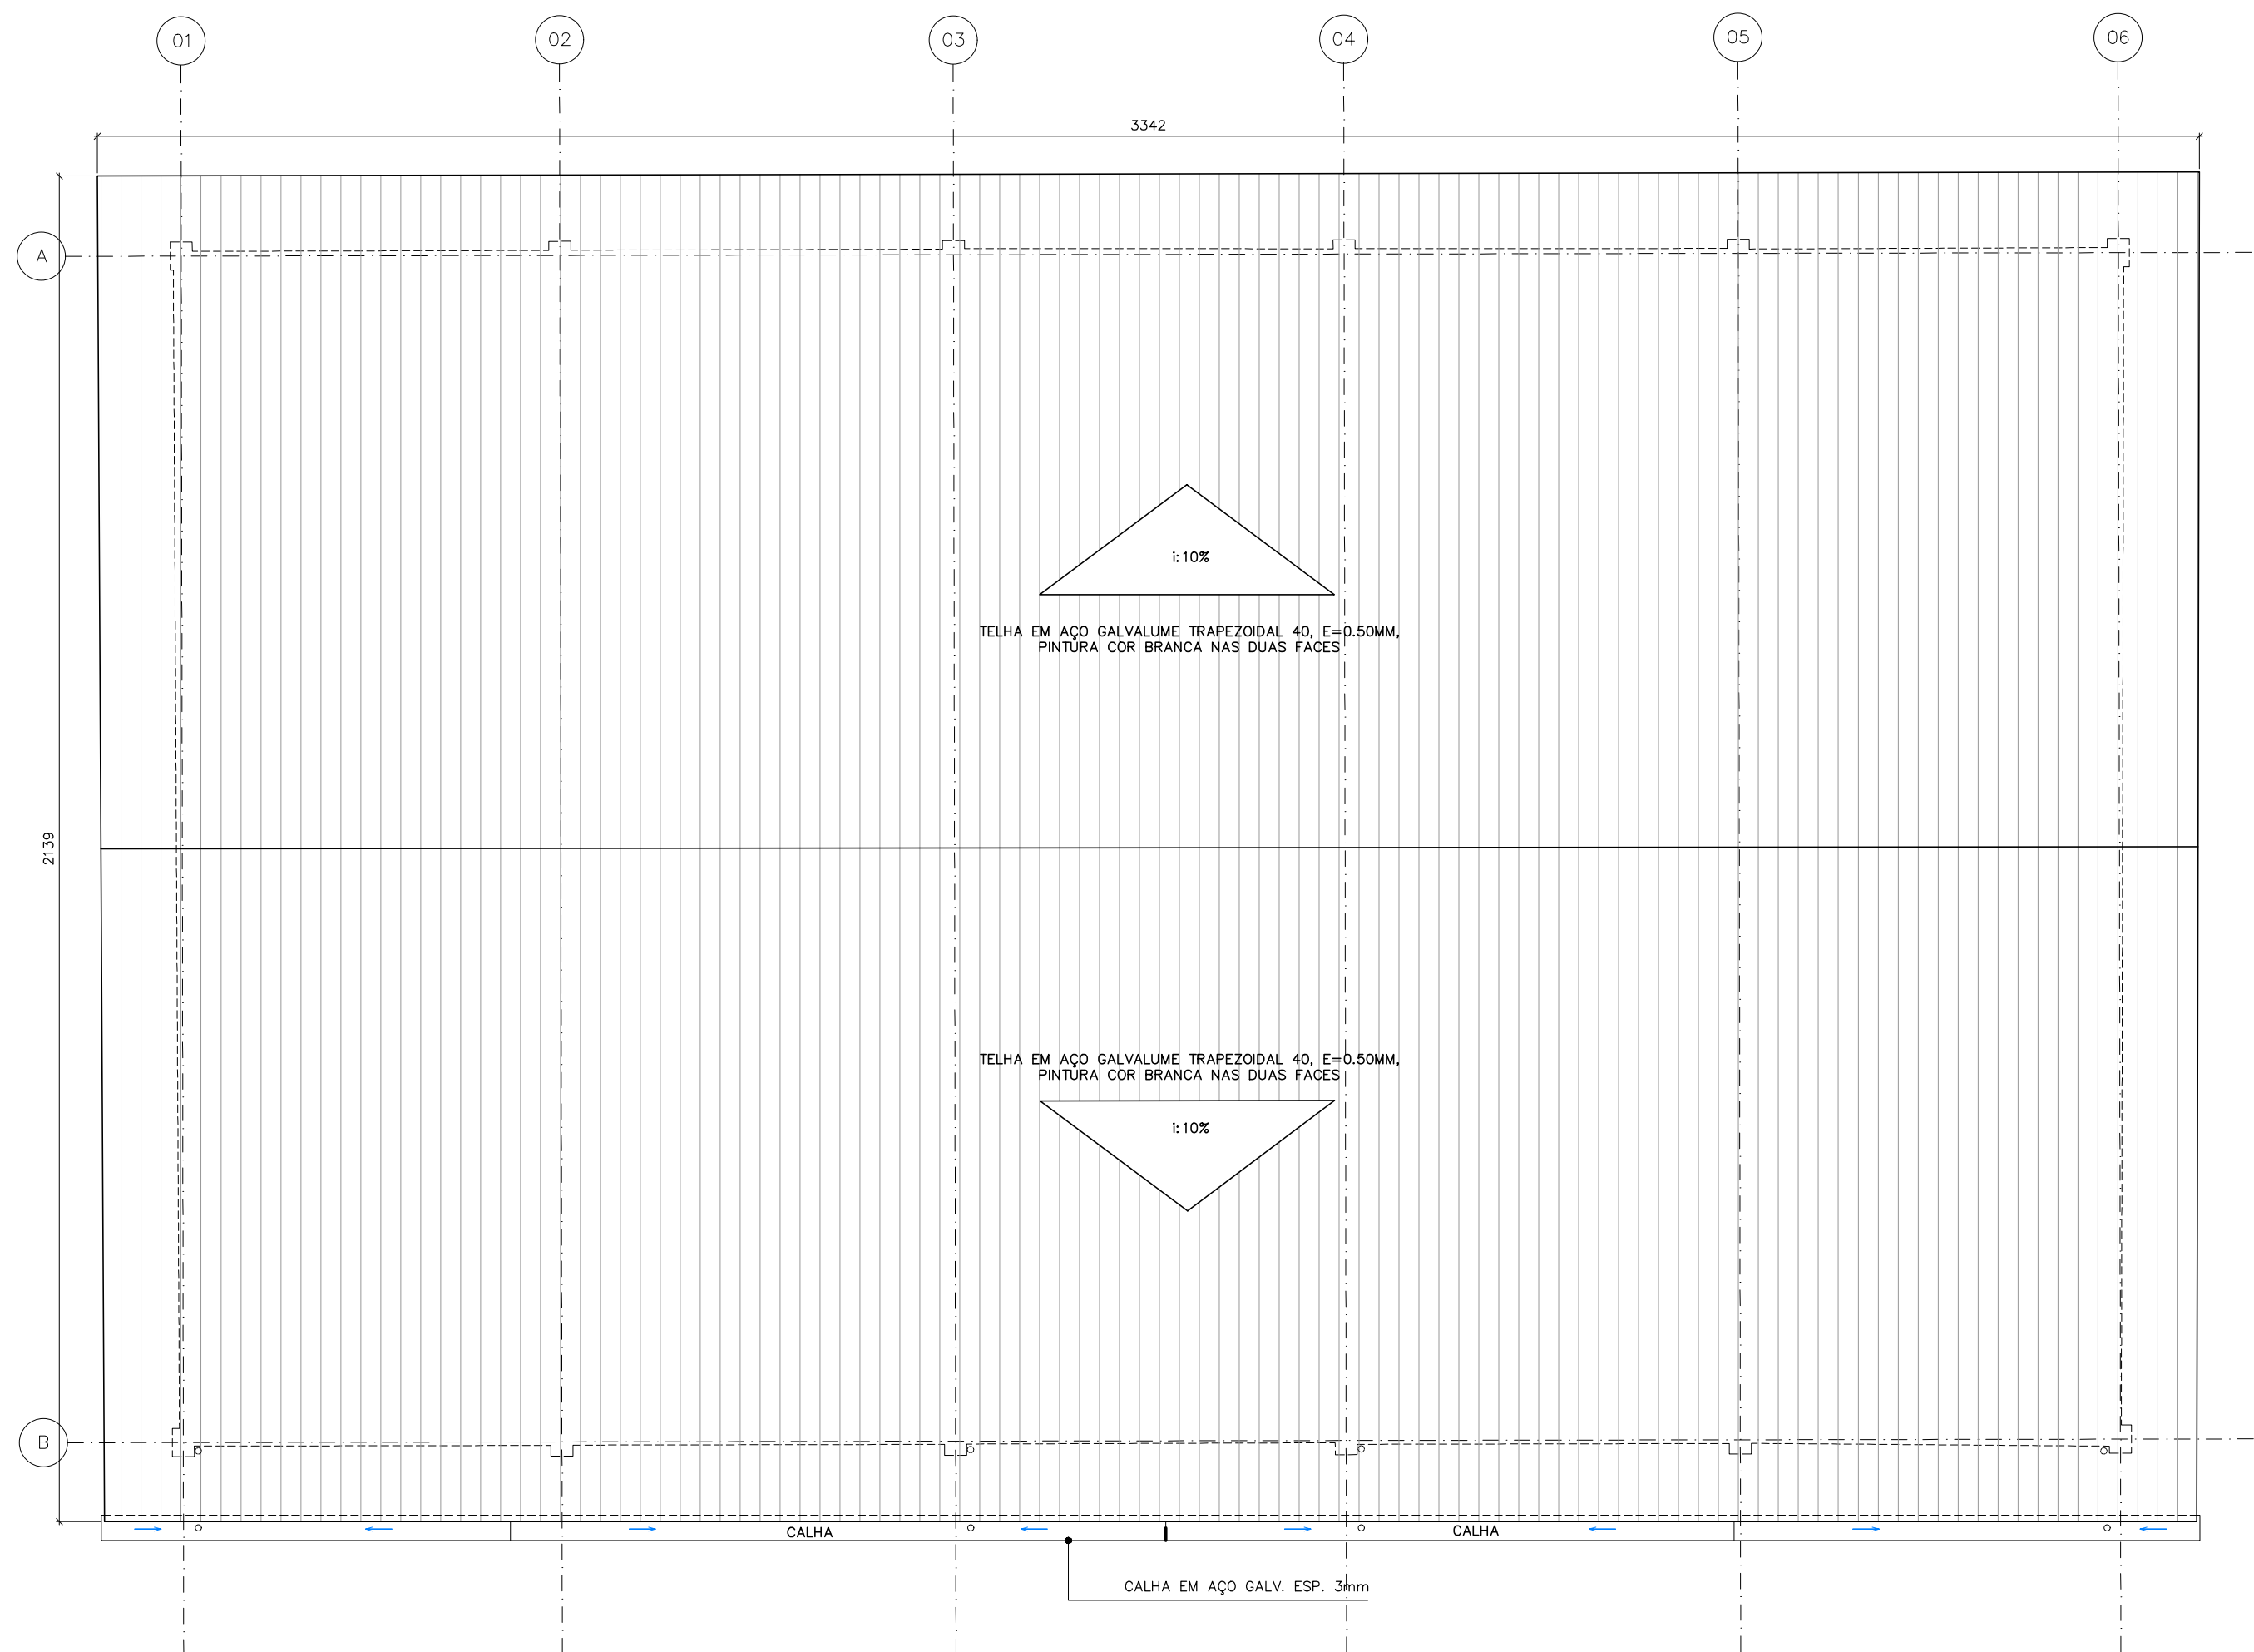 01
02
03
04
05
06
3342
A
i:10%
TELHA EM AÇO GALVALUME TRAPEZOIDAL 40, E=0.50MM,
PINTURA COR BRANCA NAS DUAS FACES
2139
TELHA EM AÇO GALVALUME TRAPEZOIDAL 40, E=0.50MM,
PINTURA COR BRANCA NAS DUAS FACES
i:10%
B
CALHA
CALHA
CALHA EM AÇO GALV. ESP. 3mm